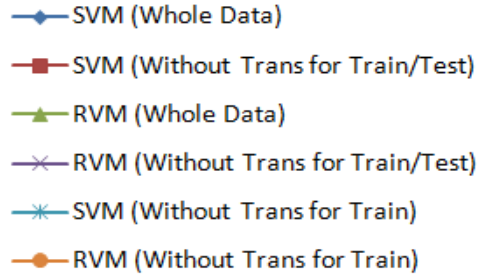 SVM (Whole Data)
SVM (Without Trans for Train/Test)
RVM (Whole Data)
RVM (Without Trans for Train/Test)
SVM (Without Trans for Train)
RVM (Without Trans for Train)